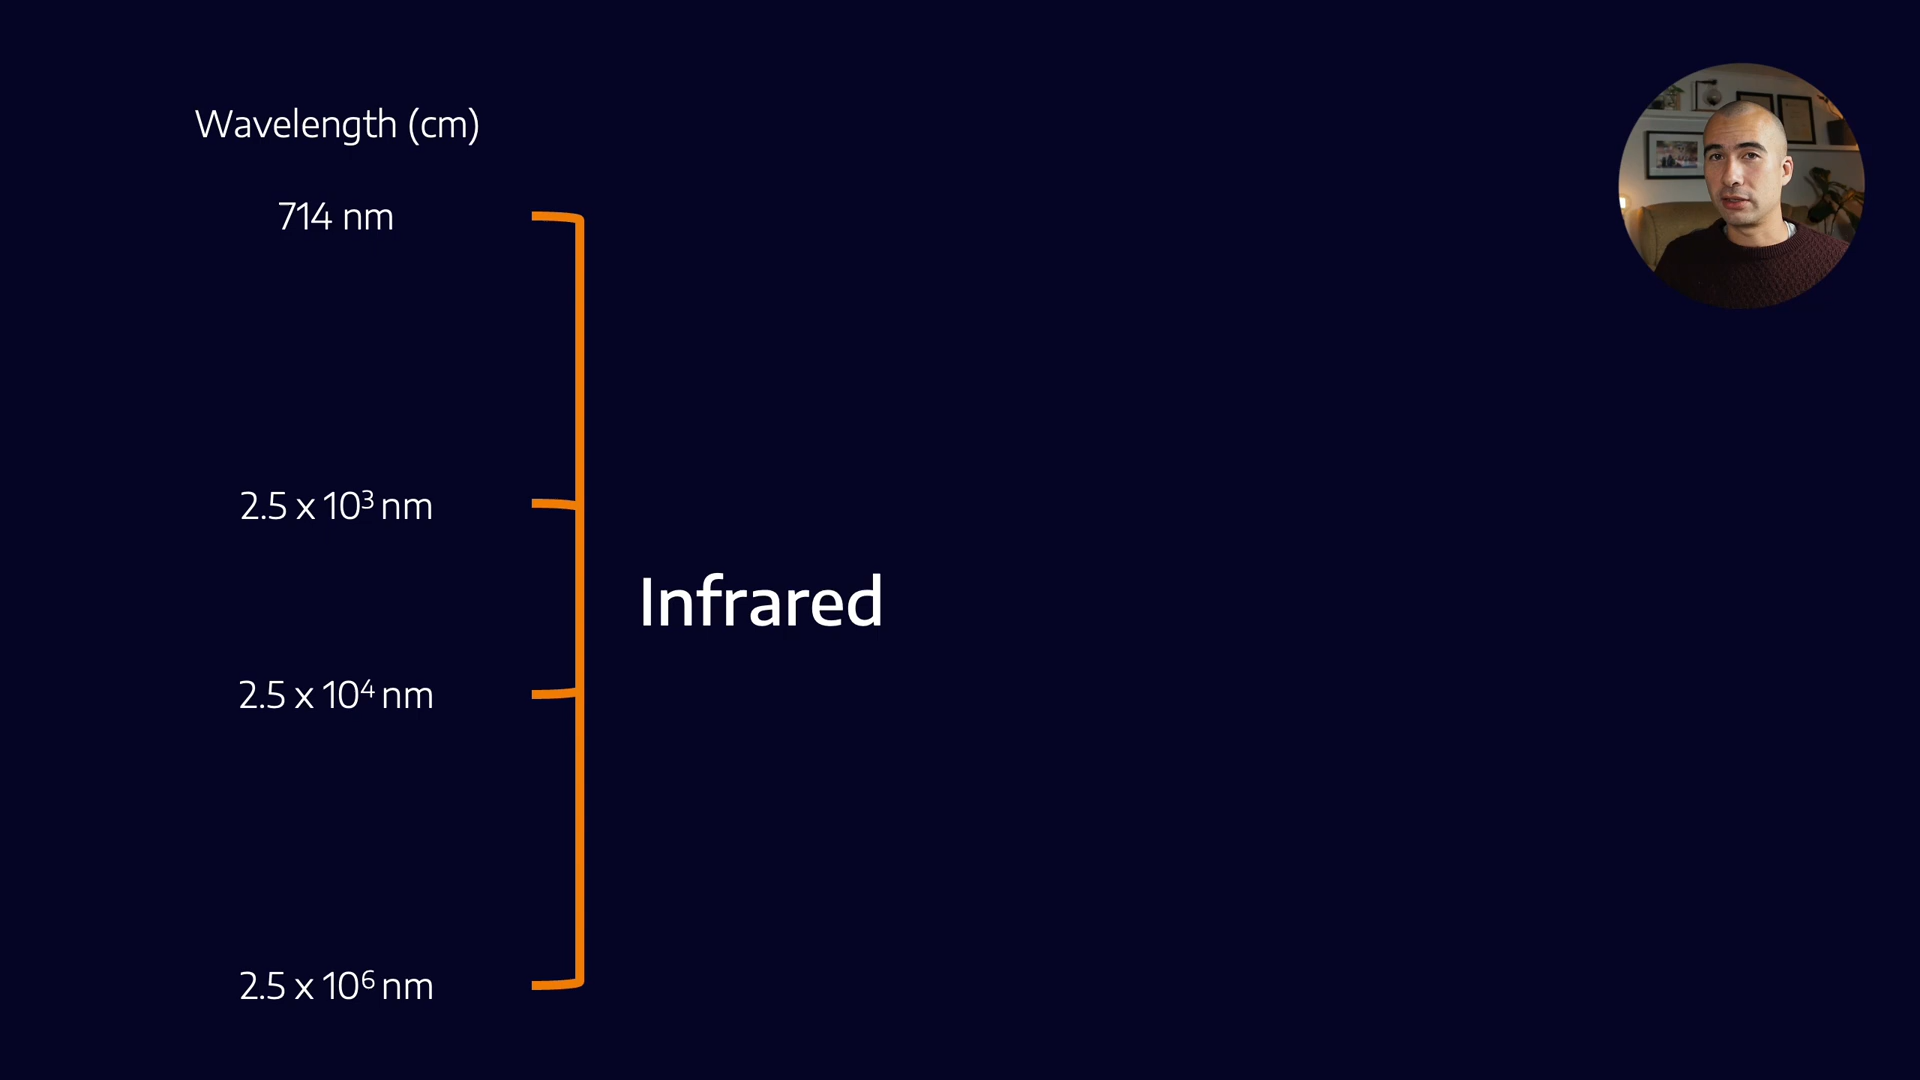 Wavelength (cm)
714 nm
2.5 x 10³ nm
Infrared
2.5 x 10⁴ nm
2.5 x 10⁶ nm